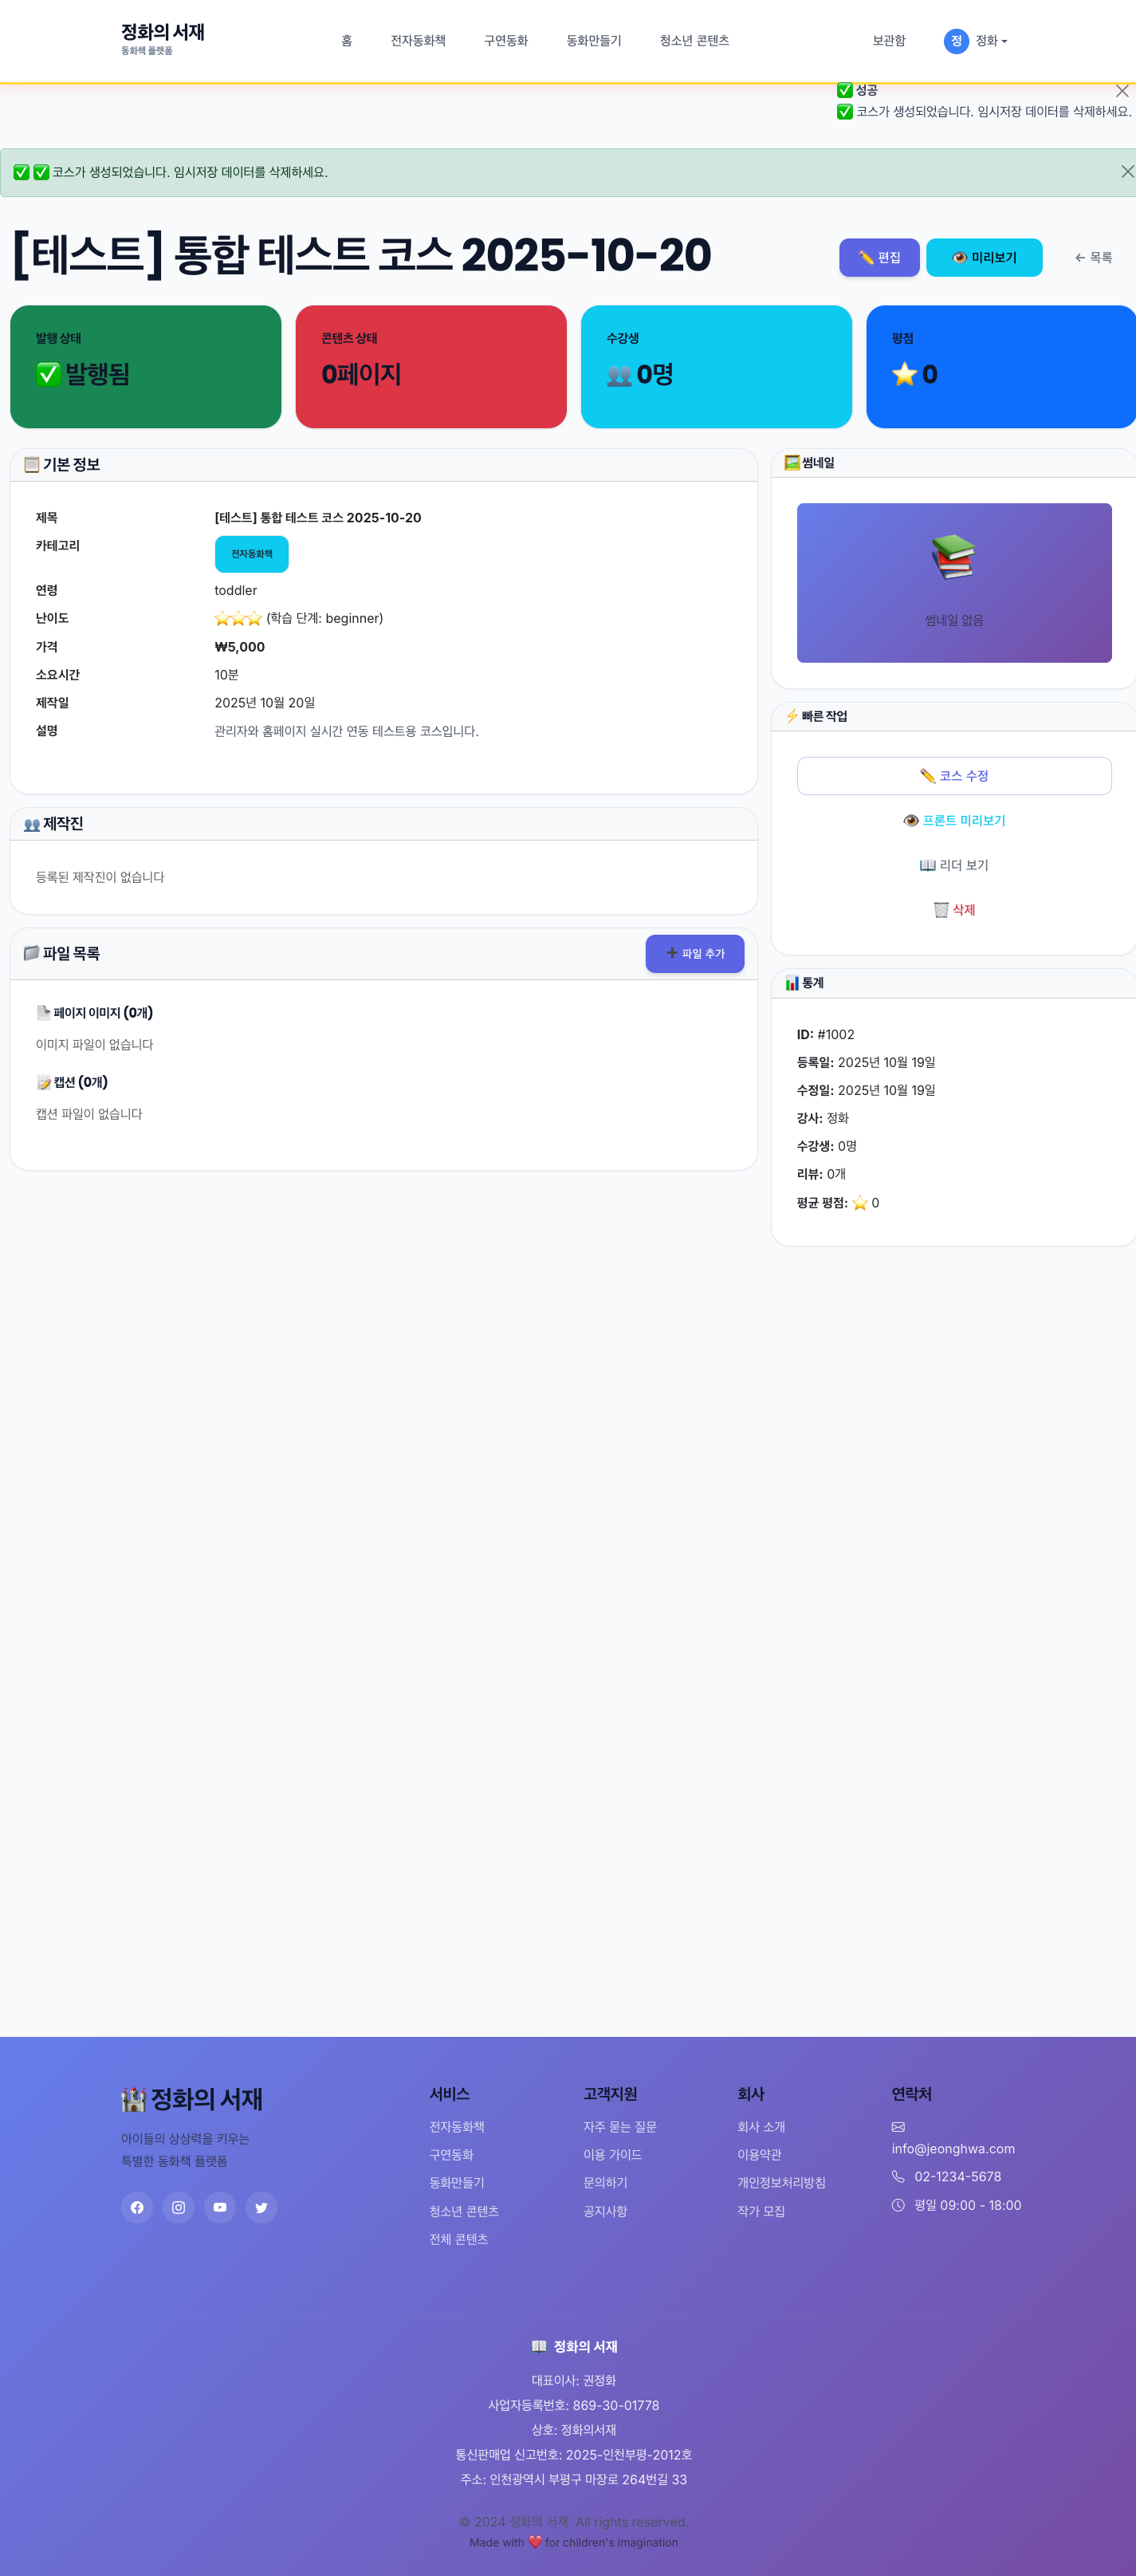 정화의 서재
동화책 플랫폼
홈
전자동화책
구연동화
동화만들기
청소년 콘텐츠
보관함
정
정화
✅ 성공
✅ 코스가 생성되었습니다. 임시저장 데이터를 삭제하세요.
✅ ✅ 코스가 생성되었습니다. 임시저장 데이터를 삭제하세요.
[테스트] 통합 테스트 코스 2025-10-20
✏️ 편집
👁️ 미리보기
← 목록
발행 상태
✅ 발행됨
콘텐츠 상태
0페이지
수강생
👥 0명
평점
⭐ 0
📋 기본 정보
제목
[테스트] 통합 테스트 코스 2025-10-20
카테고리
전자동화책
연령
toddler
난이도
⭐⭐⭐ (학습 단계: beginner)
가격
₩5,000
소요시간
10분
제작일
2025년 10월 20일
설명
관리자와 홈페이지 실시간 연동 테스트용 코스입니다.
👥 제작진
등록된 제작진이 없습니다
📁 파일 목록
➕ 파일 추가
📄 페이지 이미지 (0개)
이미지 파일이 없습니다
📝 캡션 (0개)
캡션 파일이 없습니다
🖼️ 썸네일
📚
썸네일 없음
⚡ 빠른 작업
✏️ 코스 수정
👁️ 프론트 미리보기
📖 리더 보기
🗑️ 삭제
📊 통계
ID: #1002
등록일: 2025년 10월 19일
수정일: 2025년 10월 19일
강사: 정화
수강생: 0명
리뷰: 0개
평균 평점: ⭐ 0
🏰 정화의 서재
아이들의 상상력을 키우는
특별한 동화책 플랫폼
서비스
전자동화책
구연동화
동화만들기
청소년 콘텐츠
전체 콘텐츠
고객지원
자주 묻는 질문
이용 가이드
문의하기
공지사항
회사
회사 소개
이용약관
개인정보처리방침
작가 모집
연락처
info@jeonghwa.com
02-1234-5678
평일 09:00 - 18:00
📖 정화의 서재
대표이사: 권정화
사업자등록번호: 869-30-01778
상호: 정화의서재
통신판매업 신고번호: 2025-인천부평-2012호
주소: 인천광역시 부평구 마장로 264번길 33
© 2024 정화의 서재. All rights reserved.
Made with ❤️ for children's imagination